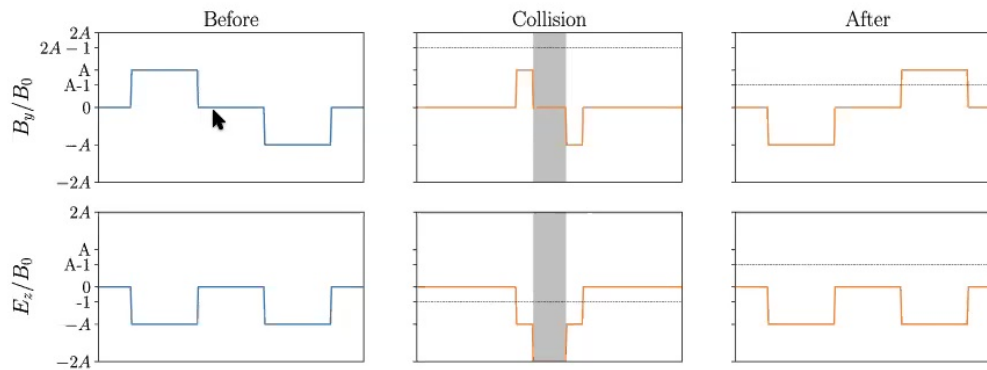 Before
Collision
After
2A
2A − 1
A
A-1
0
−A
−2A
B_y/B_0
2A
A
A-1
0
-1
−A
−2A
E_z/B_0